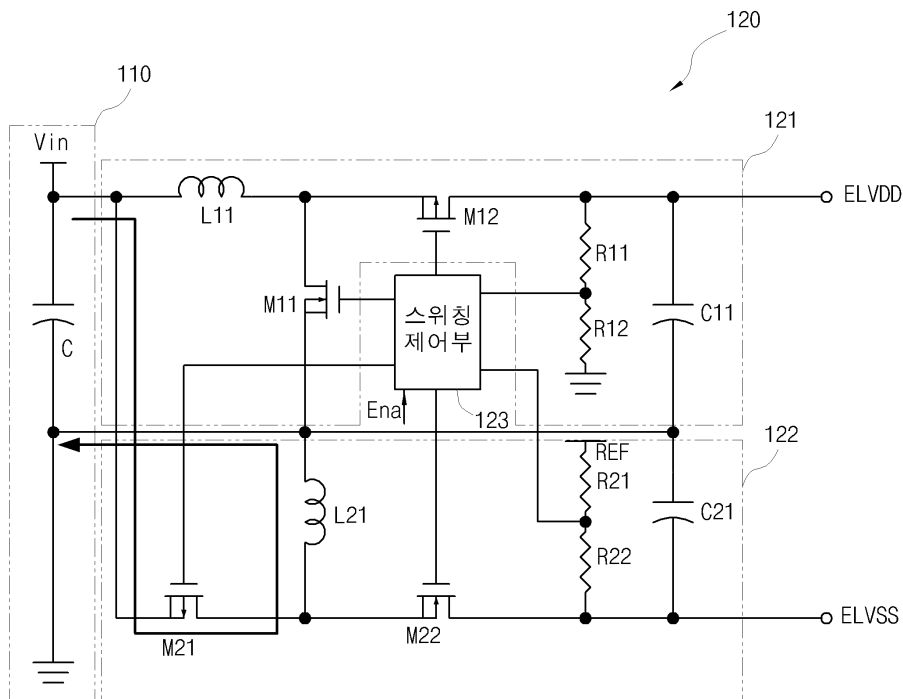 120
110
121
Vin
L11
M12
ELVDD
R11
M11
스위칭
제어부
R12
C11
C
Ena
123
122
REF
R21
L21
C21
R22
M21
M22
ELVSS